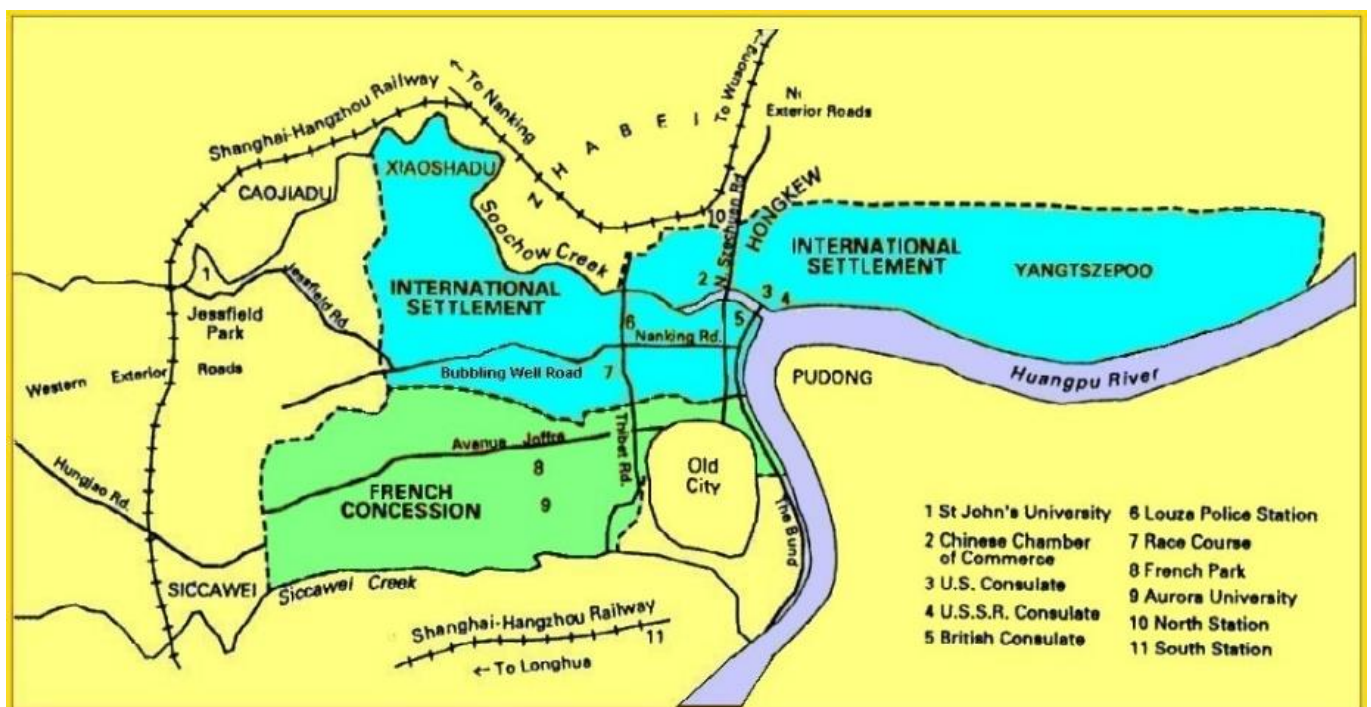 Shanghai-Hangzhou Railway
← To Nanking
ZHABEI
To Wusong →
N
Exterior Roads
CAOJIADU
XIAOSHADU
Soochow Creek
10
N. Szechuan Rd
HONGKEW
INTERNATIONAL
SETTLEMENT
YANGTSZEPOO
1
Jessfield Rd.
Jessfield
Park
INTERNATIONAL
SETTLEMENT
2
3
4
5
6
Nanking Rd.
Western Exterior Roads
Bubbling Well Road
7
PUDONG
Huangpu River
Avenue Joffre
Thibet Rd.
8
Old
City
Hungjao Rd.
FRENCH
CONCESSION
9
The Bund
SICCAWEI
Siccawei Creek
Shanghai-Hangzhou Railway
11
← To Longhua
1 St John's University
2 Chinese Chamber
of Commerce
3 U.S. Consulate
4 U.S.S.R. Consulate
5 British Consulate
6 Louza Police Station
7 Race Course
8 French Park
9 Aurora University
10 North Station
11 South Station